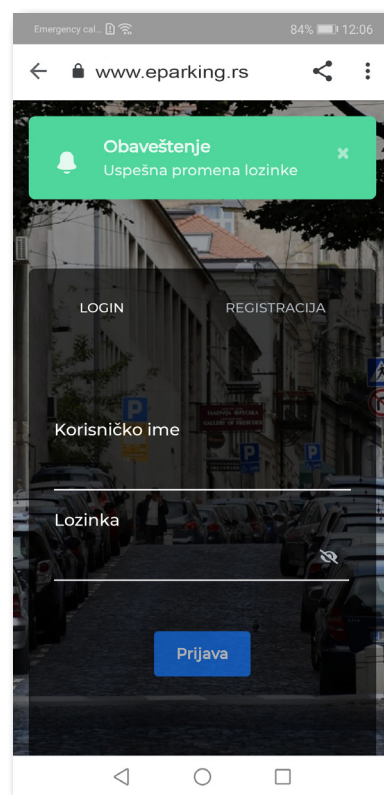 Emergency cal...
84% 12:06
www.eparking.rs
Obaveštenje
Uspešna promena lozinke
LOGIN
REGISTRACIJA
P
Korisničko ime
P
P
Lozinka
Prijava